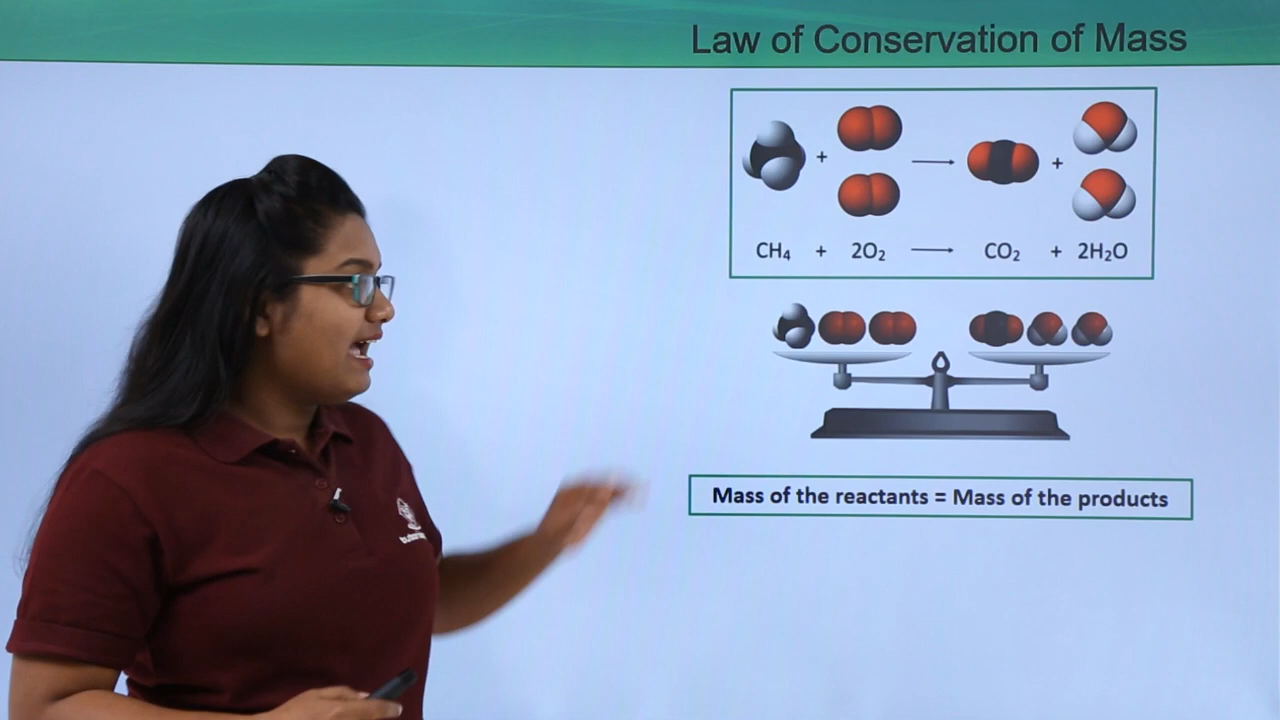 Law of Conservation of Mass
+ +
CH₄ + 2O₂ ⟶ CO₂ + 2H₂O
Mass of the reactants = Mass of the products